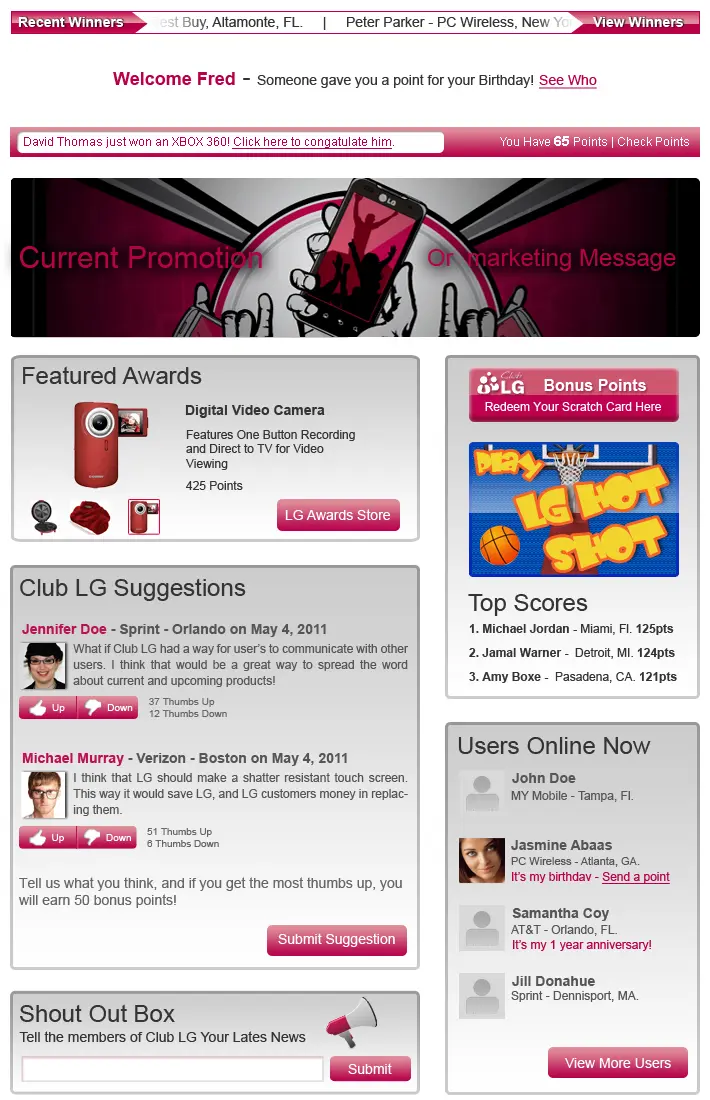 Recent Winners
est Buy, Altamonte, FL. | Peter Parker - PC Wireless, New Yo
View Winners
Welcome Fred - Someone gave you a point for your Birthday! See Who
David Thomas just won an XBOX 360! Click here to congatulate him.
You Have 65 Points | Check Points
LG
Current Promotion
Or marketing Message
Featured Awards
Digital Video Camera
Features One Button Recording
and Direct to TV for Video
Viewing
425 Points
LG Awards Store
Club LG
Bonus Points
Redeem Your Scratch Card Here
PLAY
LG HOT
SHOT
Top Scores
1. Michael Jordan - Miami, Fl. 125pts
2. Jamal Warner - Detroit, MI. 124pts
3. Amy Boxe - Pasadena, CA. 121pts
Club LG Suggestions
Jennifer Doe - Sprint - Orlando on May 4, 2011
What if Club LG had a way for user's to communicate with other
users. I think that would be a great way to spread the word
about current and upcoming products!
Up
Down
37 Thumbs Up
12 Thumbs Down
Michael Murray - Verizon - Boston on May 4, 2011
I think that LG should make a shatter resistant touch screen.
This way it would save LG, and LG customers money in replac-
ing them.
Up
Down
51 Thumbs Up
6 Thumbs Down
Tell us what you think, and if you get the most thumbs up, you
will earn 50 bonus points!
Submit Suggestion
Users Online Now
John Doe
MY Mobile - Tampa, Fl.
Jasmine Abaas
PC Wireless - Atlanta, GA.
It's my birthday - Send a point
Samantha Coy
AT&T - Orlando, FL.
It's my 1 year anniversary!
Jill Donahue
Sprint - Dennisport, MA.
View More Users
Shout Out Box
Tell the members of Club LG Your Lates News
Submit